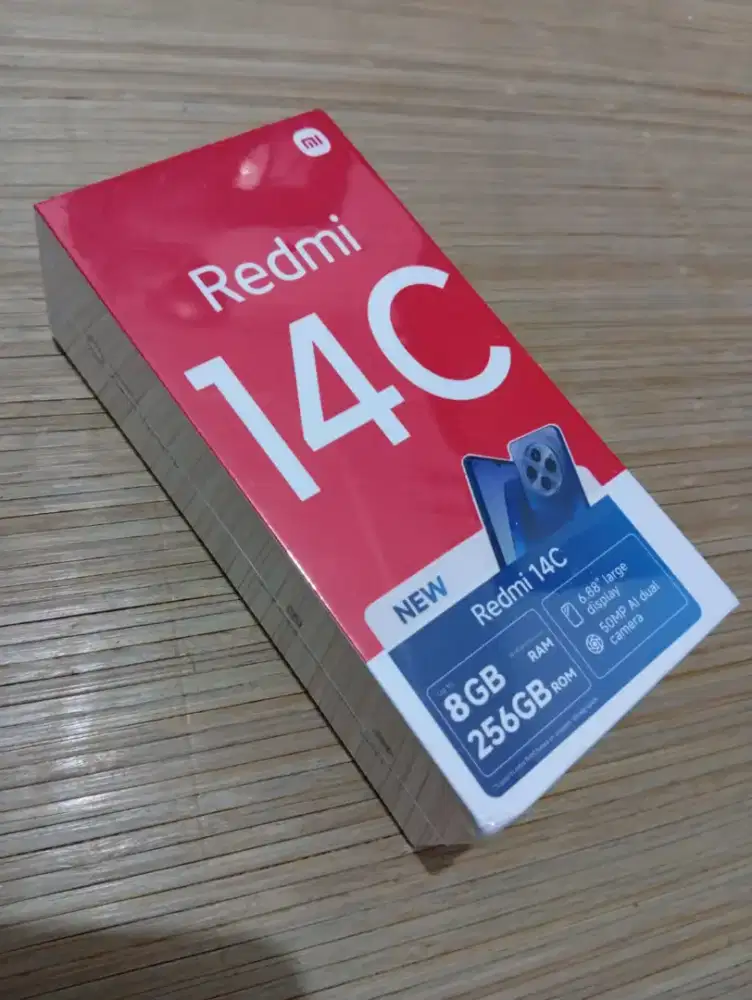 mi
Redmi
14C
NEW
Redmi 14C
8GB RAM
256GB ROM
6.88" large
display
50MP AI dual
camera